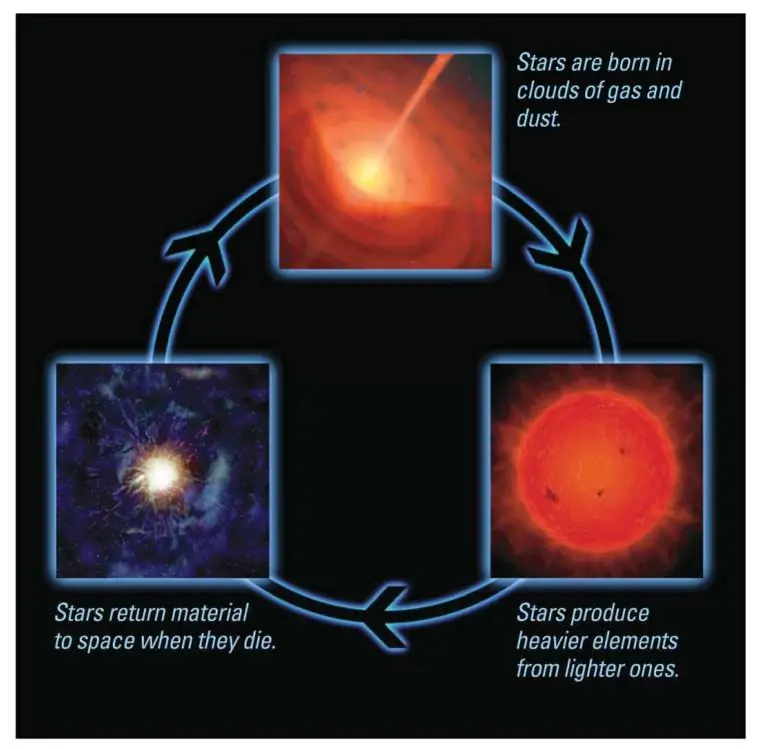 Stars are born in
clouds of gas and
dust.
Stars produce
heavier elements
from lighter ones.
Stars return material
to space when they die.